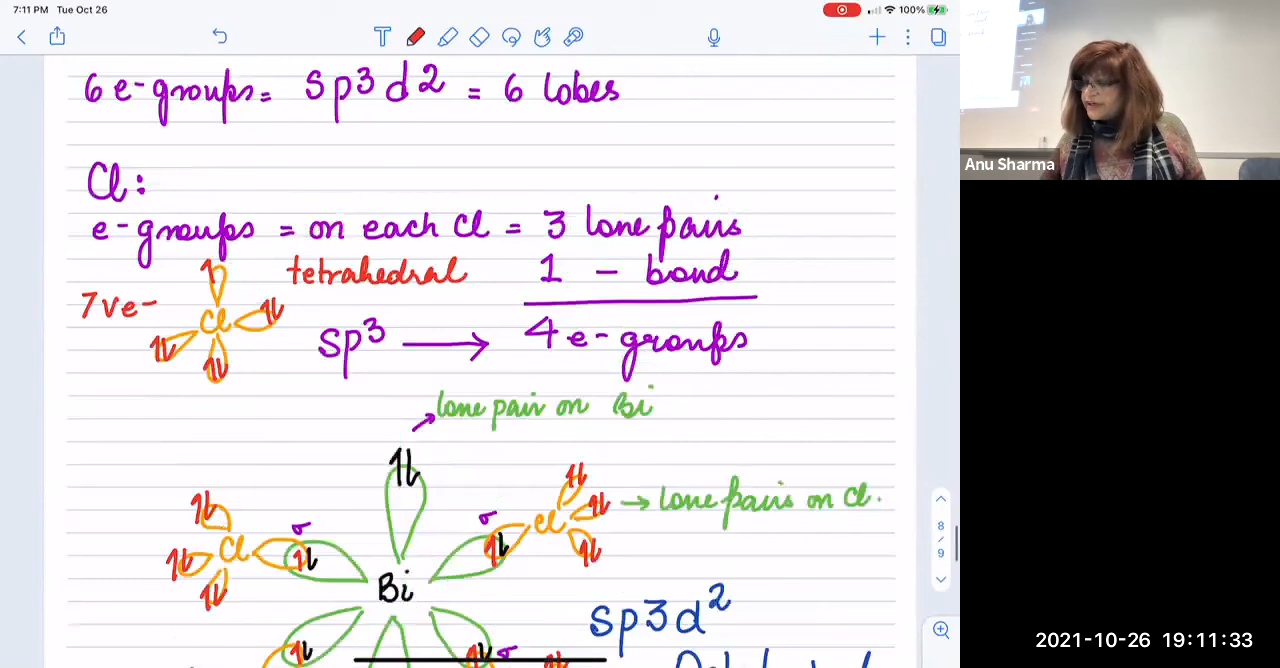 7:11 PM Tue Oct 26
100%
6 e-groups = sp3d2 = 6 lobes
Anu Sharma
Cl:
e-groups = on each Cl = 3 lone pairs
tetrahedral 1 - bond
7ve-
Cl
sp3 → 4 e-groups
lone pair on Bi
→ lone pairs on Cl.
σ σ
Cl Cl
Bi
sp3d2
σ
8/9
2021-10-26 19:11:33